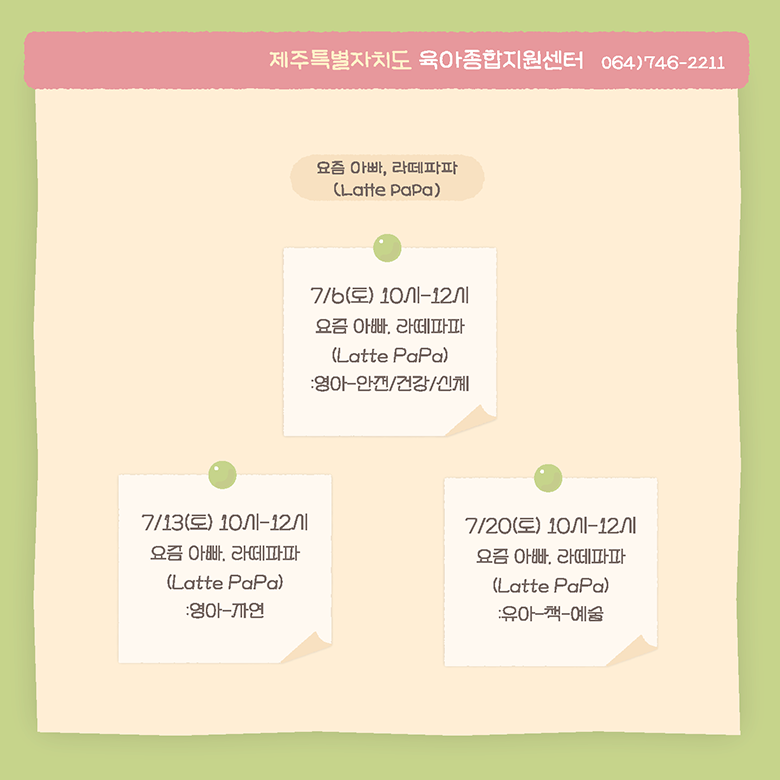 제주특별자치도 육아종합지원센터 064)746-2211
요즘 아빠, 라떼파파
(Latte PaPa)
7/6(토) 10시-12시
요즘 아빠. 라떼파파
(Latte PaPa)
:영아-안전/건강/신체
7/13(토) 10시-12시
요즘 아빠. 라떼파파
(Latte PaPa)
:영아-자연
7/20(토) 10시-12시
요즘 아빠. 라떼파파
(Latte PaPa)
:유아-책-예술